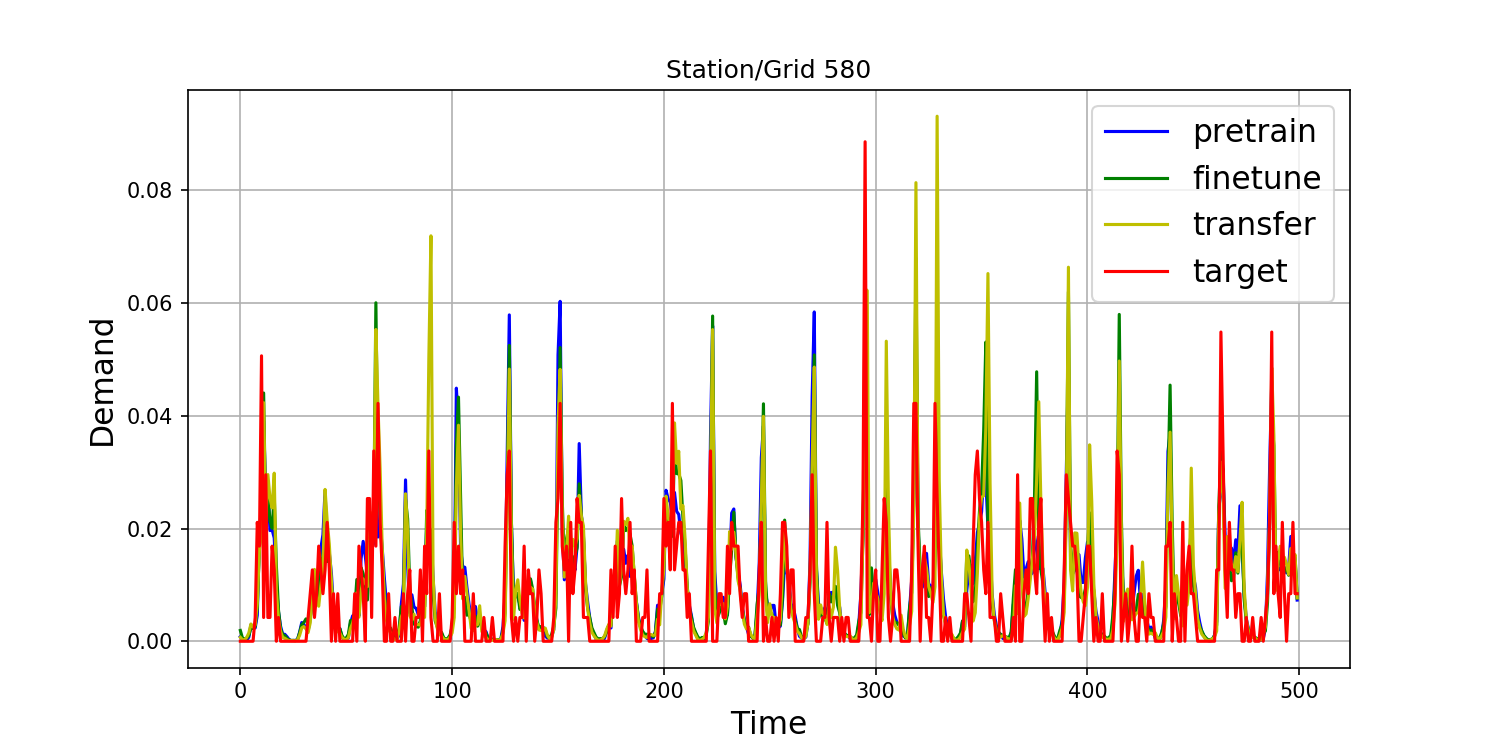 Station/Grid 580
pretrain
finetune
transfer
target
Demand
0.08
0.06
0.04
0.02
0.00
0 100 200 300 400 500
Time